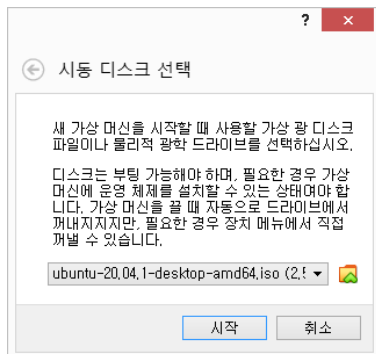 ?
시동 디스크 선택
새 가상 머신을 시작할 때 사용할 가상 광 디스크
파일이나 물리적 광학 드라이브를 선택하십시오.
디스크는 부팅 가능해야 하며, 필요한 경우 가상
머신에 운영 체제를 설치할 수 있는 상태여야 합
니다. 가상 머신을 끌 때 자동으로 드라이브에서
꺼내지지지만, 필요한 경우 장치 메뉴에서 직접
꺼낼 수 있습니다.
ubuntu-20.04.1-desktop-amd64.iso (2.5
시작 취소